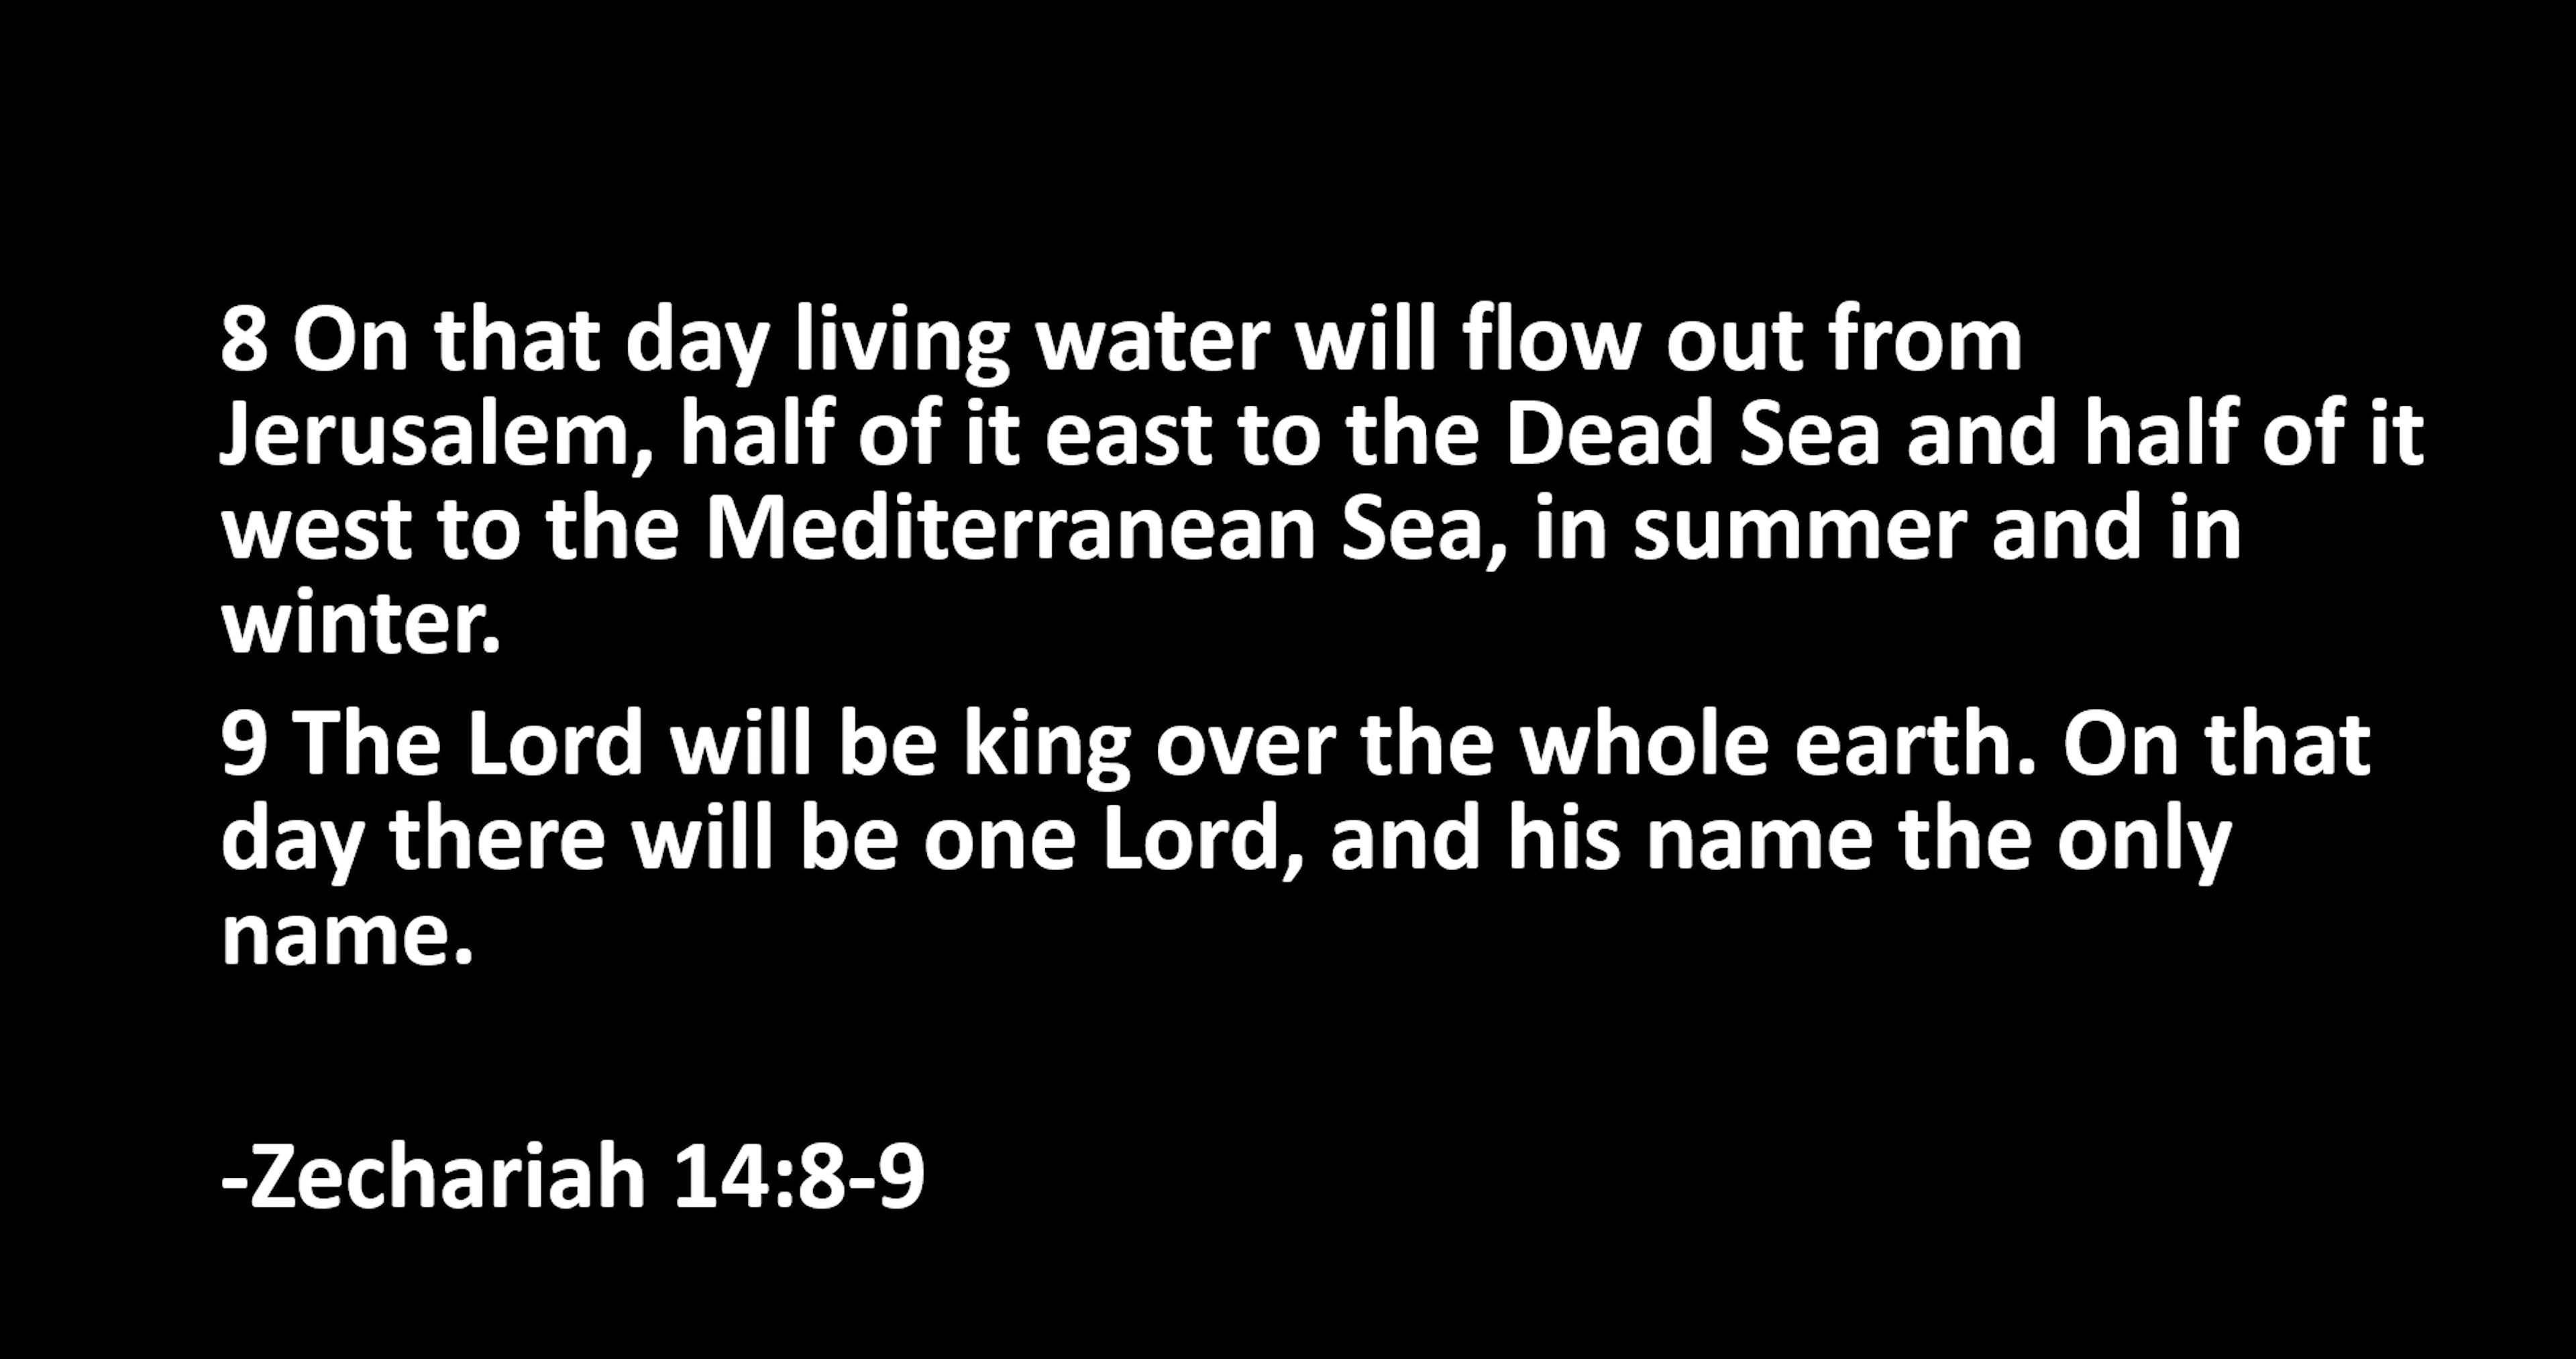 8 On that day living water will flow out from
Jerusalem, half of it east to the Dead Sea and half of it
west to the Mediterranean Sea, in summer and in
winter.
9 The Lord will be king over the whole earth. On that
day there will be one Lord, and his name the only
name.
-Zechariah 14:8-9